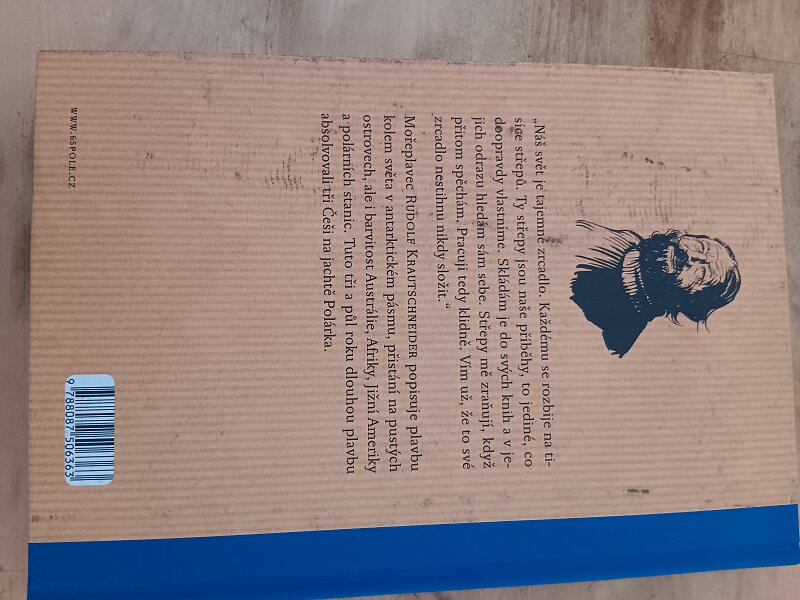 „Náš svět je tajemné zrcadlo. Každému se rozbije na ti-
síce střepů. Ty střepy jsou naše příběhy, to jediné, co
doopravdy vlastníme. Skládám je do svých knih a v je-
jich odrazu hledám sám sebe. Střepy mě zraňují, když
přitom spěchám. Pracuji tedy klidně. Vím už, že to své
zrcadlo nestihnu nikdy složit.“
Mořeplavec RUDOLF KRAUTSCHNEIDER popisuje plavbu
kolem světa v antarktickém pásmu, přistání na pustých
ostrovech, ale i barvitost Austrálie, Afriky, Jižní Ameriky
a polárních stanic. Tuto tři a půl roku dlouhou plavbu
absolvovali tři Češi na jachtě Polárka.
WWW.65POLE.CZ
9 788087 506363